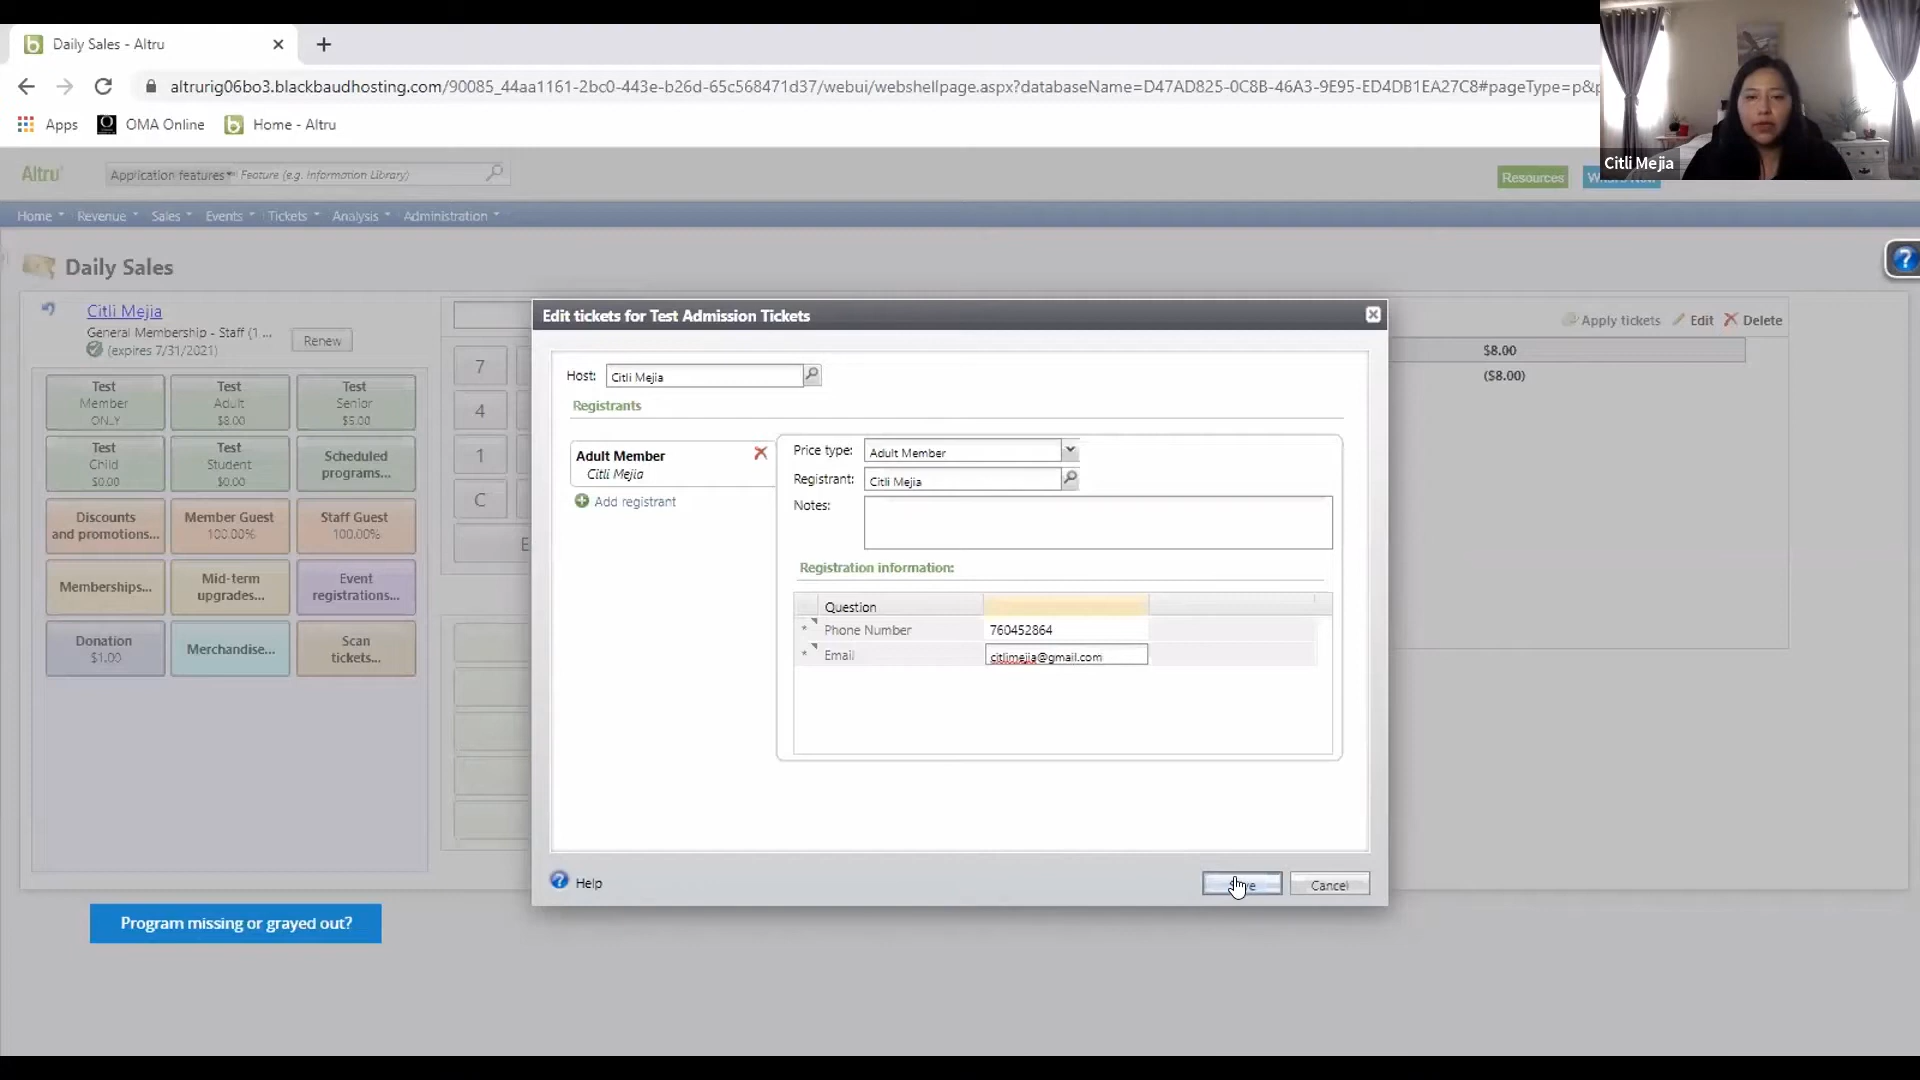 Daily Sales - Altru
altrurig06bo3.blackbaudhosting.com/90085_44aa1161-2bc0-443e-b26d-65c568471d37/webui/webshellpage.aspx?databaseName=D47AD825-0C8B-46A3-9E95-ED4DB1EA27C8#pageType=p&p
Apps OMA Online Home - Altru
Citli Mejia
Altru
Application features Feature (e.g. Information Library)
Resources
Home Revenue Sales Events Tickets Analysis Administration
Daily Sales
Citli Mejia
General Membership - Staff (1 ...
(expires 7/31/2021)
Renew
Apply tickets Edit Delete
$8.00
($8.00)
Test Member ONLY
Test Adult $8.00
Test Senior $5.00
Test Child $0.00
Test Student $0.00
Scheduled programs...
Discounts and promotions...
Member Guest 100.00%
Staff Guest 100.00%
Memberships...
Mid-term upgrades...
Event registrations...
Donation $1.00
Merchandise...
Scan tickets...
7
4
1
C
E
Program missing or grayed out?
Edit tickets for Test Admission Tickets
Host: Citli Mejia
Registrants
Adult Member
Citli Mejia
Add registrant
Price type: Adult Member
Registrant: Citli Mejia
Notes:
Registration information:
Question
* Phone Number 760452864
* Email citlimejia@gmail.com
Help
Cancel